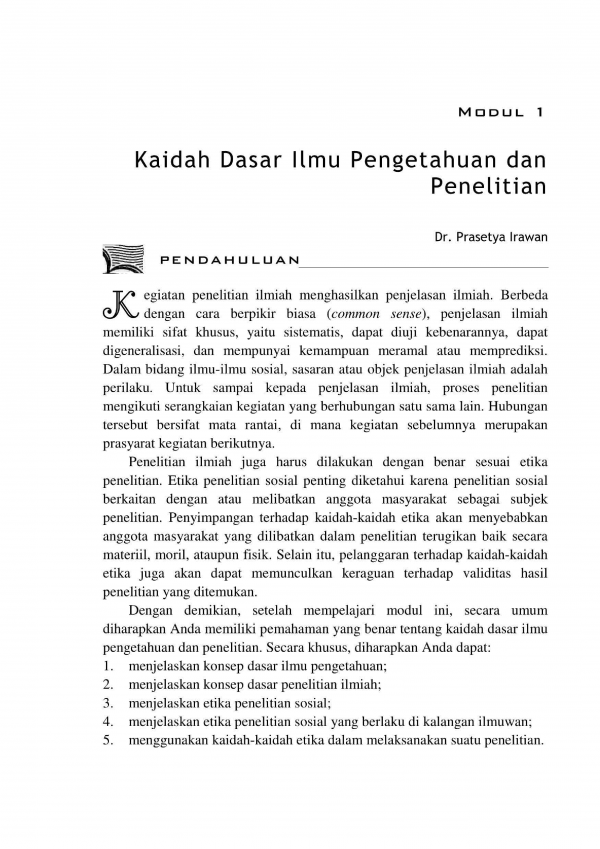 MODUL 1
Kaidah Dasar Ilmu Pengetahuan dan
Penelitian
Dr. Prasetya Irawan
PENDAHULUAN
Kegiatan penelitian ilmiah menghasilkan penjelasan ilmiah. Berbeda
dengan cara berpikir biasa (common sense), penjelasan ilmiah
memiliki sifat khusus, yaitu sistematis, dapat diuji kebenarannya, dapat
digeneralisasi, dan mempunyai kemampuan meramal atau memprediksi.
Dalam bidang ilmu-ilmu sosial, sasaran atau objek penjelasan ilmiah adalah
perilaku. Untuk sampai kepada penjelasan ilmiah, proses penelitian
mengikuti serangkaian kegiatan yang berhubungan satu sama lain. Hubungan
tersebut bersifat mata rantai, di mana kegiatan sebelumnya merupakan
prasyarat kegiatan berikutnya.
Penelitian ilmiah juga harus dilakukan dengan benar sesuai etika
penelitian. Etika penelitian sosial penting diketahui karena penelitian sosial
berkaitan dengan atau melibatkan anggota masyarakat sebagai subjek
penelitian. Penyimpangan terhadap kaidah-kaidah etika akan menyebabkan
anggota masyarakat yang dilibatkan dalam penelitian terugikan baik secara
materiil, moril, ataupun fisik. Selain itu, pelanggaran terhadap kaidah-kaidah
etika juga akan dapat memunculkan keraguan terhadap validitas hasil
penelitian yang ditemukan.
Dengan demikian, setelah mempelajari modul ini, secara umum
diharapkan Anda memiliki pemahaman yang benar tentang kaidah dasar ilmu
pengetahuan dan penelitian. Secara khusus, diharapkan Anda dapat:
1. menjelaskan konsep dasar ilmu pengetahuan;
2. menjelaskan konsep dasar penelitian ilmiah;
3. menjelaskan etika penelitian sosial;
4. menjelaskan etika penelitian sosial yang berlaku di kalangan ilmuwan;
5. menggunakan kaidah-kaidah etika dalam melaksanakan suatu penelitian.